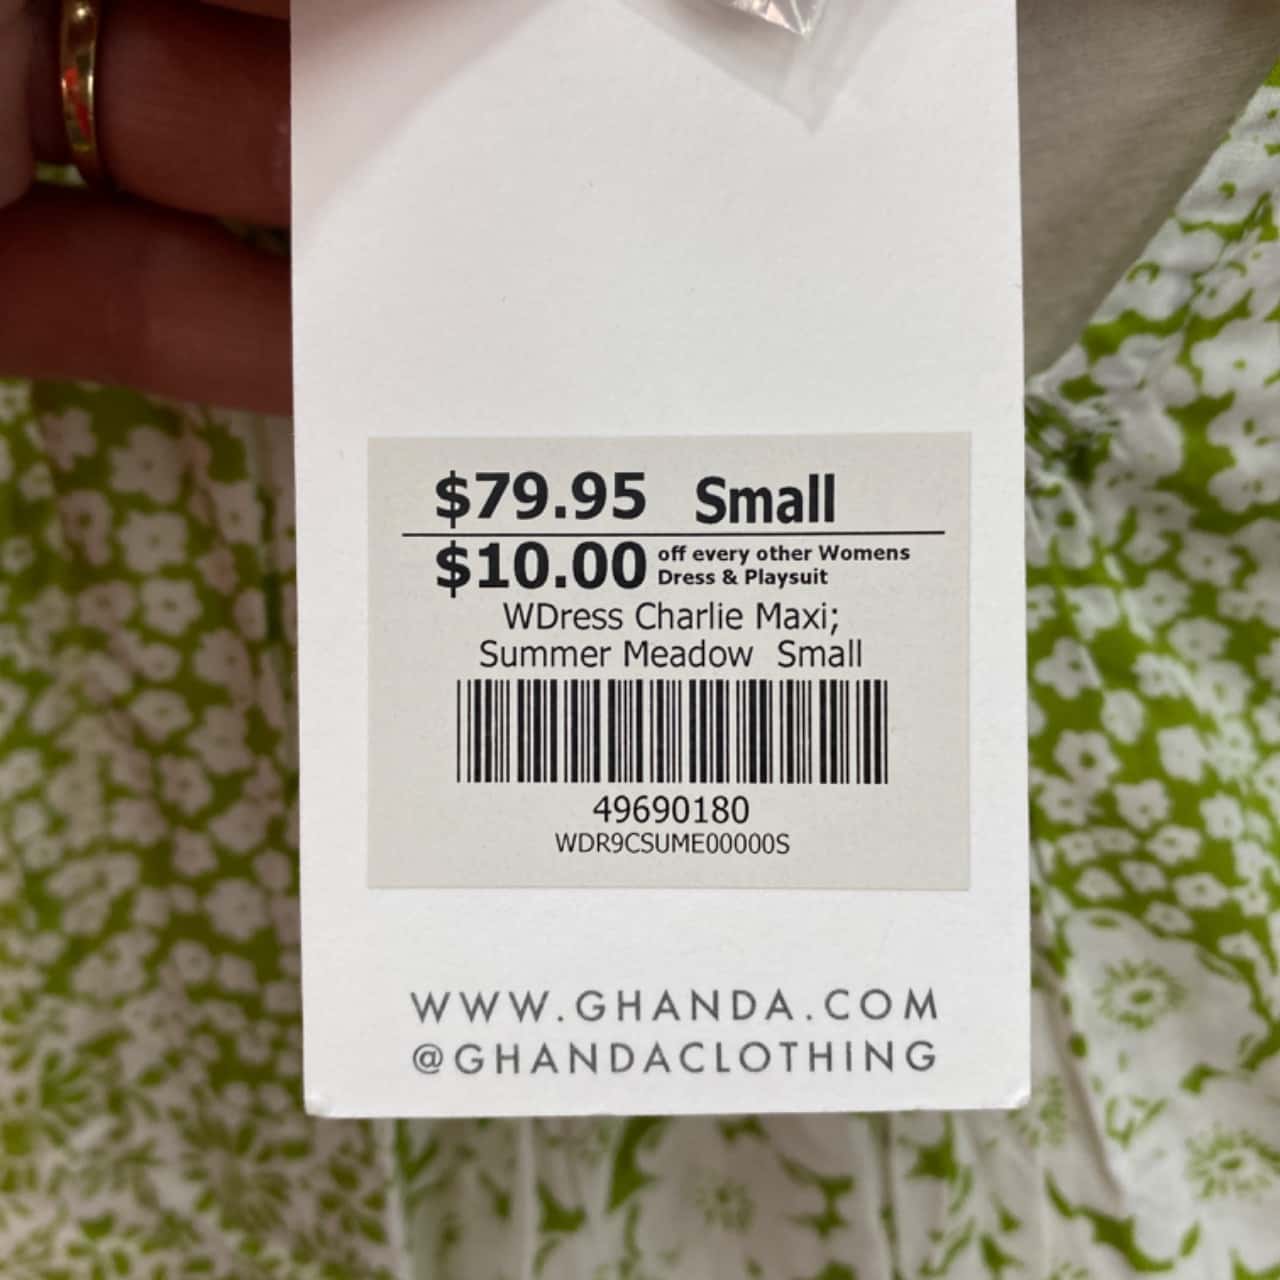 $79.95 Small
$10.00 off every other Womens
Dress & Playsuit
WDress Charlie Maxi;
Summer Meadow Small
49690180
WDR9CSUME00000S
WWW.GHANDA.COM
@GHANDACLOTHING